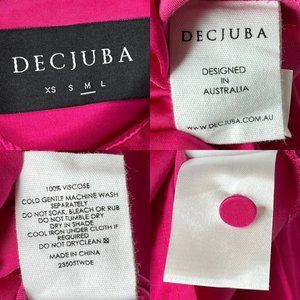 DECJUBA
XS S M L
DECJUBA
DESIGNED
IN
AUSTRALIA
WWW.DECJUBA.COM.AU
100% VISCOSE
COLD GENTLE MACHINE WASH
SEPARATELY
DO NOT SOAK, BLEACH OR RUB
DO NOT TUMBLE DRY
DRY IN SHADE
COOL IRON UNDER CLOTH IF
REQUIRED
DO NOT DRYCLEAN
MADE IN CHINA
23505TWDE